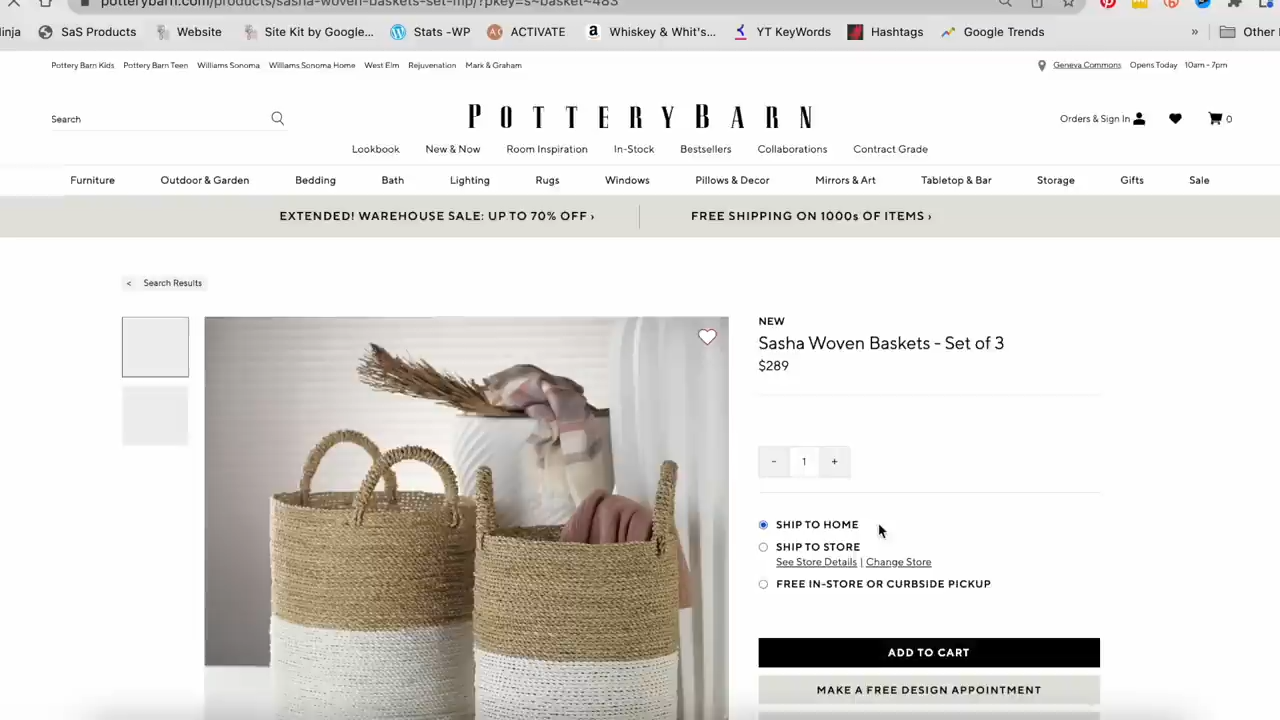 potterybarn.com/products/sasha-woven-baskets-set-mp/?pkey=s~basket~483
inja SaS Products Website Site Kit by Google... Stats -WP ACTIVATE Whiskey & Whit's... YT KeyWords Hashtags Google Trends » Other
Pottery Barn Kids Pottery Barn Teen Williams Sonoma Williams Sonoma Home West Elm Rejuvenation Mark & Graham Geneva Commons Opens Today 10am - 7pm
Search POTTERYBARN Orders & Sign In 0
Lookbook New & Now Room Inspiration In-Stock Bestsellers Collaborations Contract Grade
Furniture Outdoor & Garden Bedding Bath Lighting Rugs Windows Pillows & Decor Mirrors & Art Tabletop & Bar Storage Gifts Sale
EXTENDED! WAREHOUSE SALE: UP TO 70% OFF › FREE SHIPPING ON 1000s OF ITEMS ›
< Search Results
NEW
Sasha Woven Baskets - Set of 3
$289
- 1 +
SHIP TO HOME
SHIP TO STORE
See Store Details | Change Store
FREE IN-STORE OR CURBSIDE PICKUP
ADD TO CART
MAKE A FREE DESIGN APPOINTMENT